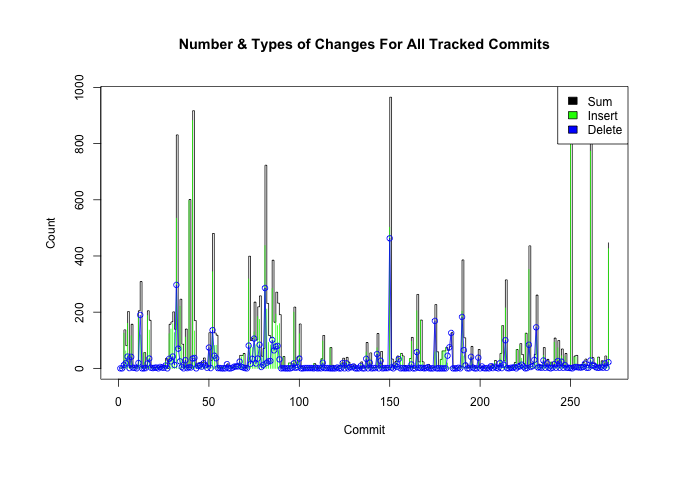 Number & Types of Changes For All Tracked Commits
1000
800
600
400
200
0
Count
Sum
Insert
Delete
0 50 100 150 200 250
Commit